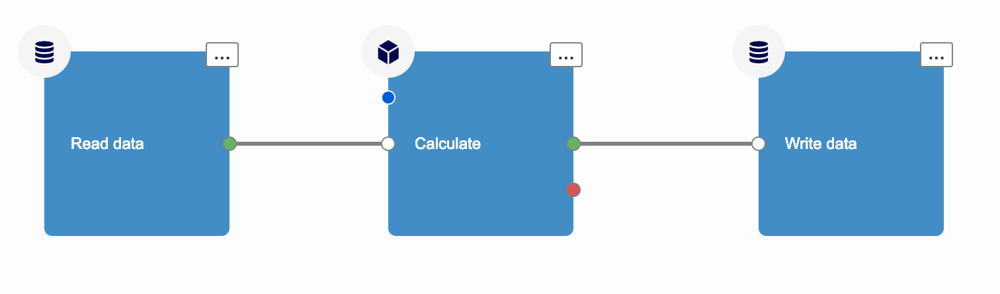 ...
...
...
Read data
Calculate
Write data